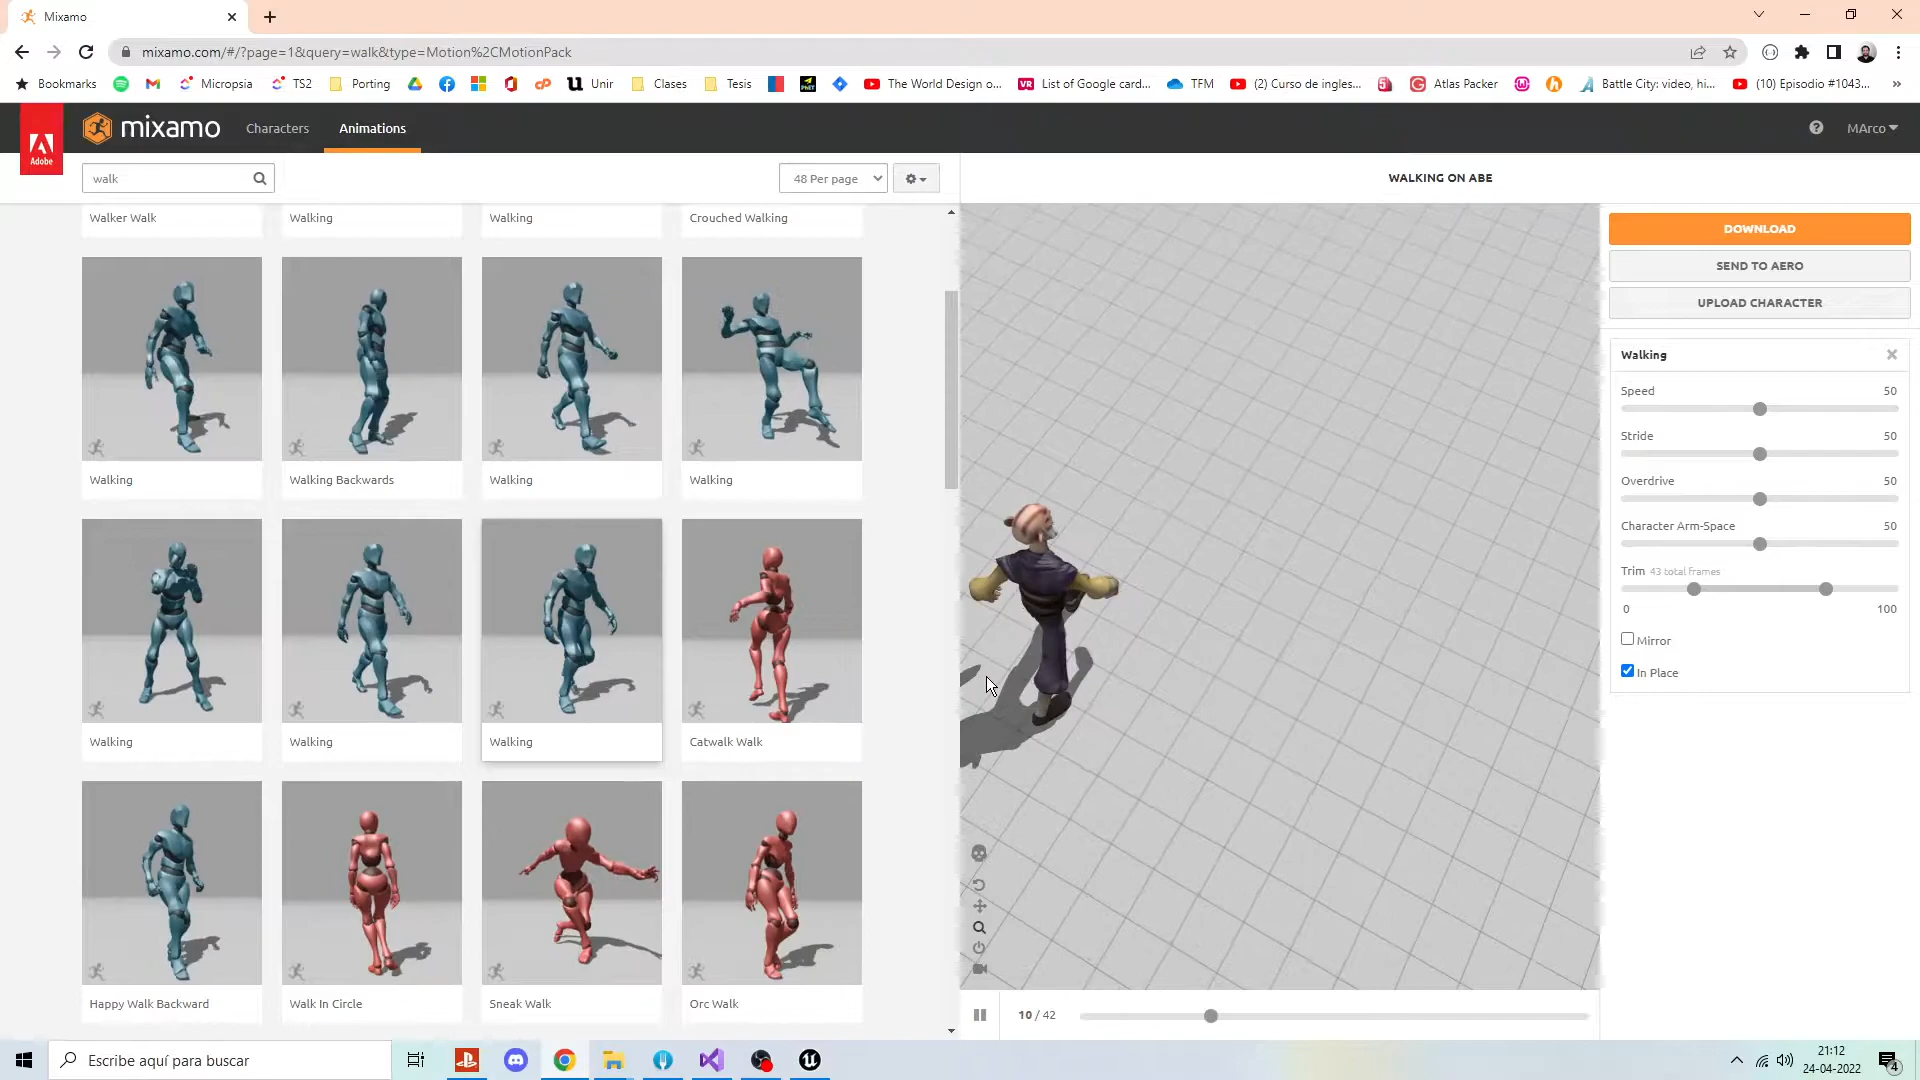 Mixamo
mixamo.com/#/?page=1&query=walk&type=Motion%2CMotionPack
Bookmarks
Micropsia
TS2
Porting
Unir
Clases
Tesis
The World Design o...
VR
List of Google card...
TFM
(2) Curso de ingles...
Atlas Packer
Battle City: video, hi...
(10) Episodio #1043...
»
Adobe
mixamo
Characters
Animations
MArco
walk
48 Per page
WALKING ON ABE
Walker Walk
Walking
Walking
Crouched Walking
DOWNLOAD
SEND TO AERO
UPLOAD CHARACTER
Walking
Speed 50
Stride 50
Overdrive 50
Character Arm-Space 50
Trim 43 total frames
0 100
Mirror
In Place
Walking
Walking Backwards
Walking
Walking
Walking
Walking
Walking
Catwalk Walk
Happy Walk Backward
Walk In Circle
Sneak Walk
Orc Walk
10 / 42
Escribe aquí para buscar
21:12
24-04-2022
4